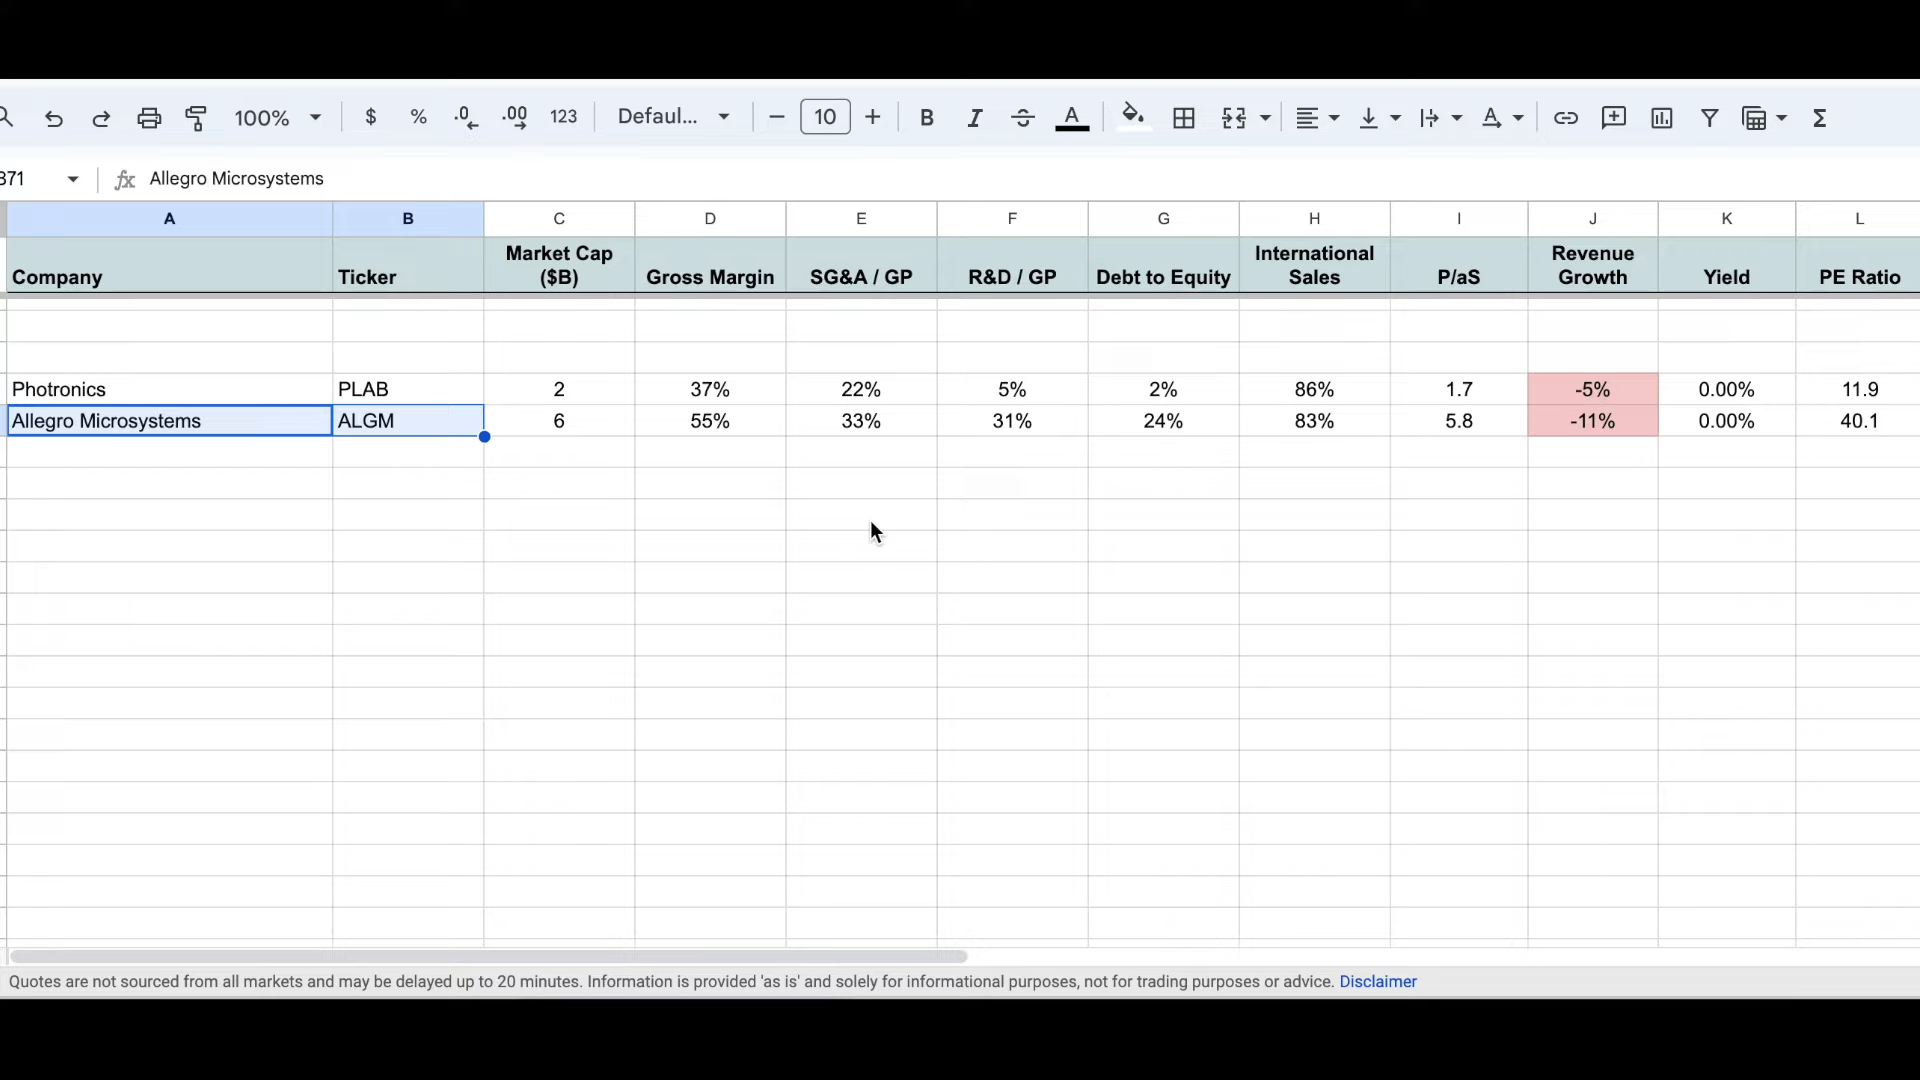 100% $ % .0 .00 123 Defaul... 10 B I S A
Allegro Microsystems
A B C D E F G H I J K L
Company Ticker Market Cap ($B) Gross Margin SG&A / GP R&D / GP Debt to Equity International Sales P/aS Revenue Growth Yield PE Ratio
Photronics PLAB 2 37% 22% 5% 2% 86% 1.7 -5% 0.00% 11.9
Allegro Microsystems ALGM 6 55% 33% 31% 24% 83% 5.8 -11% 0.00% 40.1
Quotes are not sourced from all markets and may be delayed up to 20 minutes. Information is provided 'as is' and solely for informational purposes, not for trading purposes or advice. Disclaimer